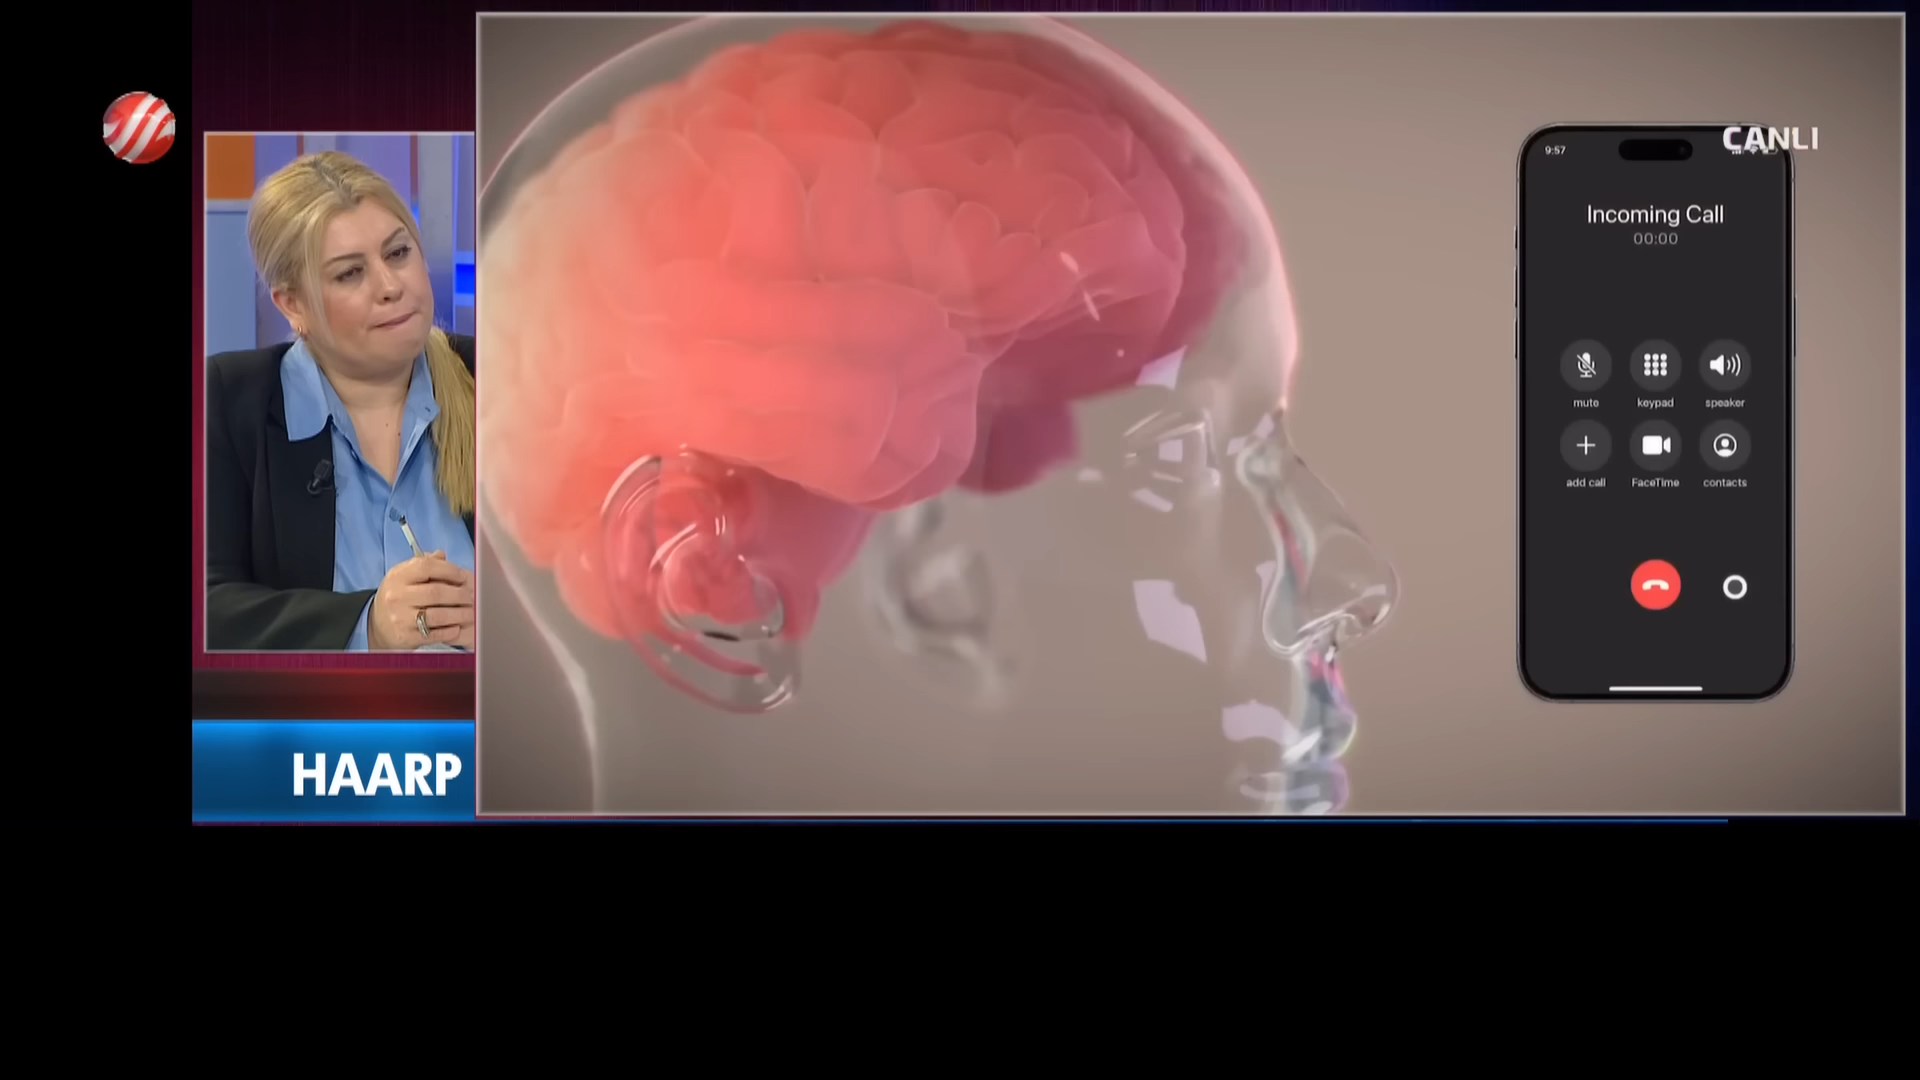 CANLI
9:57
Incoming Call
00:00
mute keypad speaker
add call FaceTime contacts
HAARP